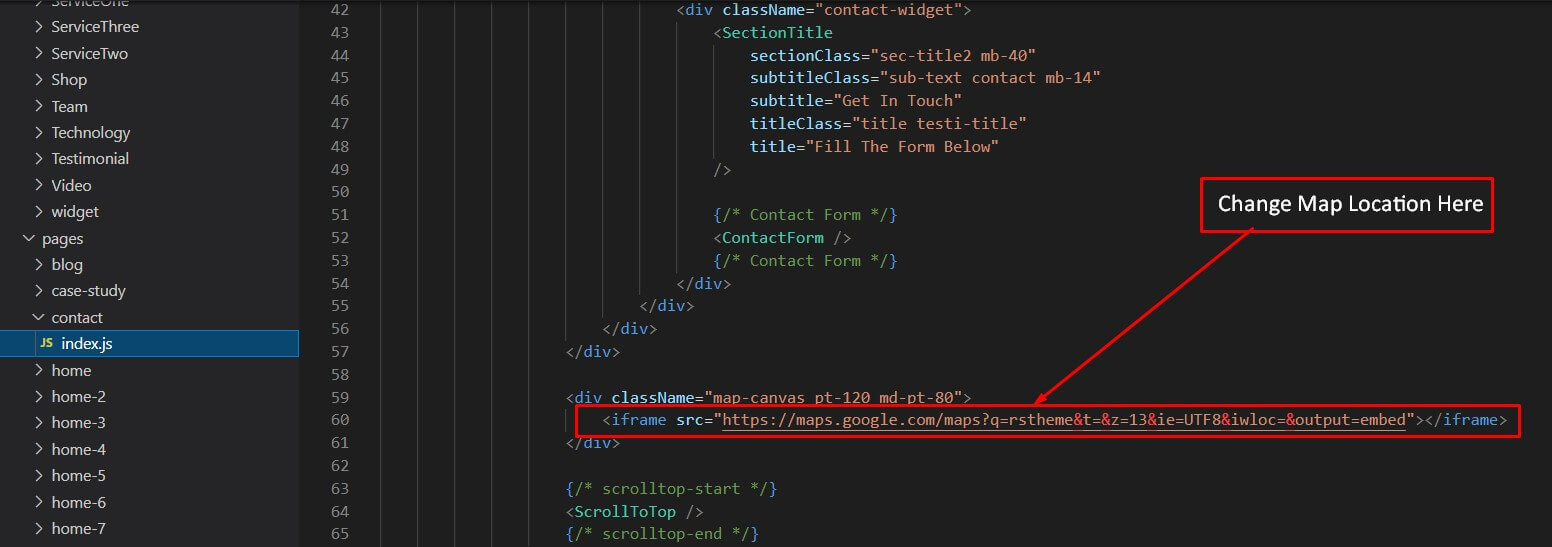 ServiceOne
ServiceThree
ServiceTwo
Shop
Team
Technology
Testimonial
Video
widget
pages
blog
case-study
contact
JS index.js
home
home-2
home-3
home-4
home-5
home-6
home-7
42 <div className="contact-widget">
43 <SectionTitle
44 sectionClass="sec-title2 mb-40"
45 subtitleClass="sub-text contact mb-14"
46 subtitle="Get In Touch"
47 titleClass="title testi-title"
48 title="Fill The Form Below"
49 />
50
51 {/* Contact Form */}
52 <ContactForm />
53 {/* Contact Form */}
54 </div>
55 </div>
56 </div>
57 </div>
58
59 <div className="map-canvas pt-120 md-pt-80">
60 <iframe src="https://maps.google.com/maps?q=rstheme&t=&z=13&ie=UTF8&iwloc=&output=embed"></iframe>
61 </div>
62
63 {/* scrolltop-start */}
64 <ScrollToTop />
65 {/* scrolltop-end */}
Change Map Location Here